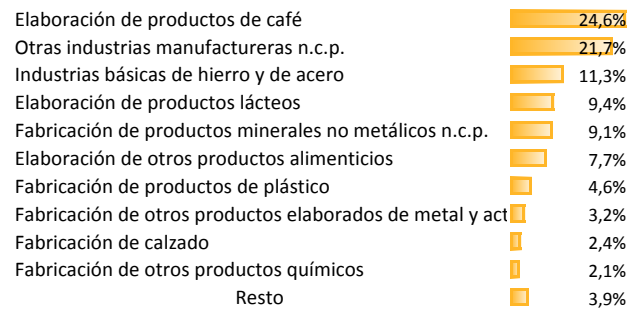 Elaboración de productos de café 24,6%
Otras industrias manufactureras n.c.p. 21,7%
Industrias básicas de hierro y de acero 11,3%
Elaboración de productos lácteos 9,4%
Fabricación de productos minerales no metálicos n.c.p. 9,1%
Elaboración de otros productos alimenticios 7,7%
Fabricación de productos de plástico 4,6%
Fabricación de otros productos elaborados de metal y act 3,2%
Fabricación de calzado 2,4%
Fabricación de otros productos químicos 2,1%
Resto 3,9%